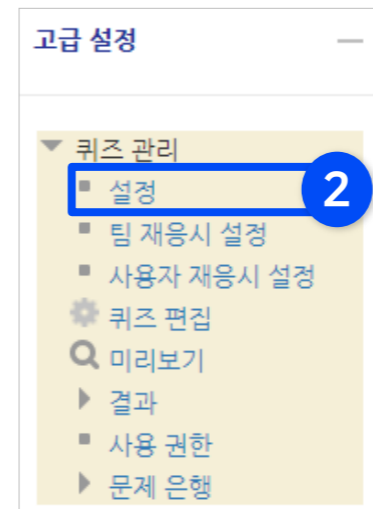 고급 설정
퀴즈 관리
설정
2
팀 재응시 설정
사용자 재응시 설정
퀴즈 편집
미리보기
결과
사용 권한
문제 은행